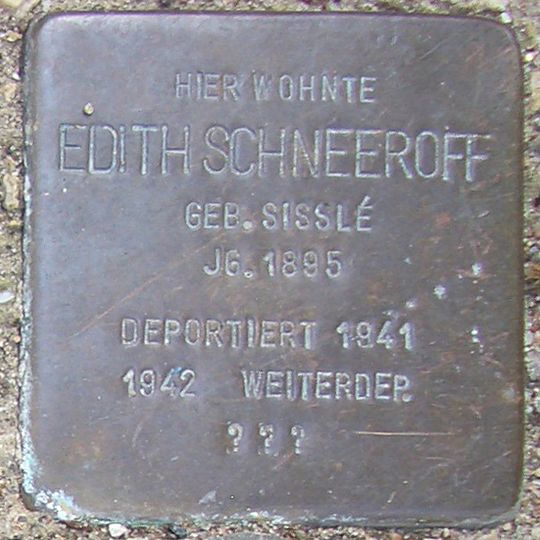 HIER WOHNTE
EDITH SCHNEEROFF
GEB. SISSLÉ
JG. 1895
DEPORTIERT 1941
1942 WEITERDEP.
???